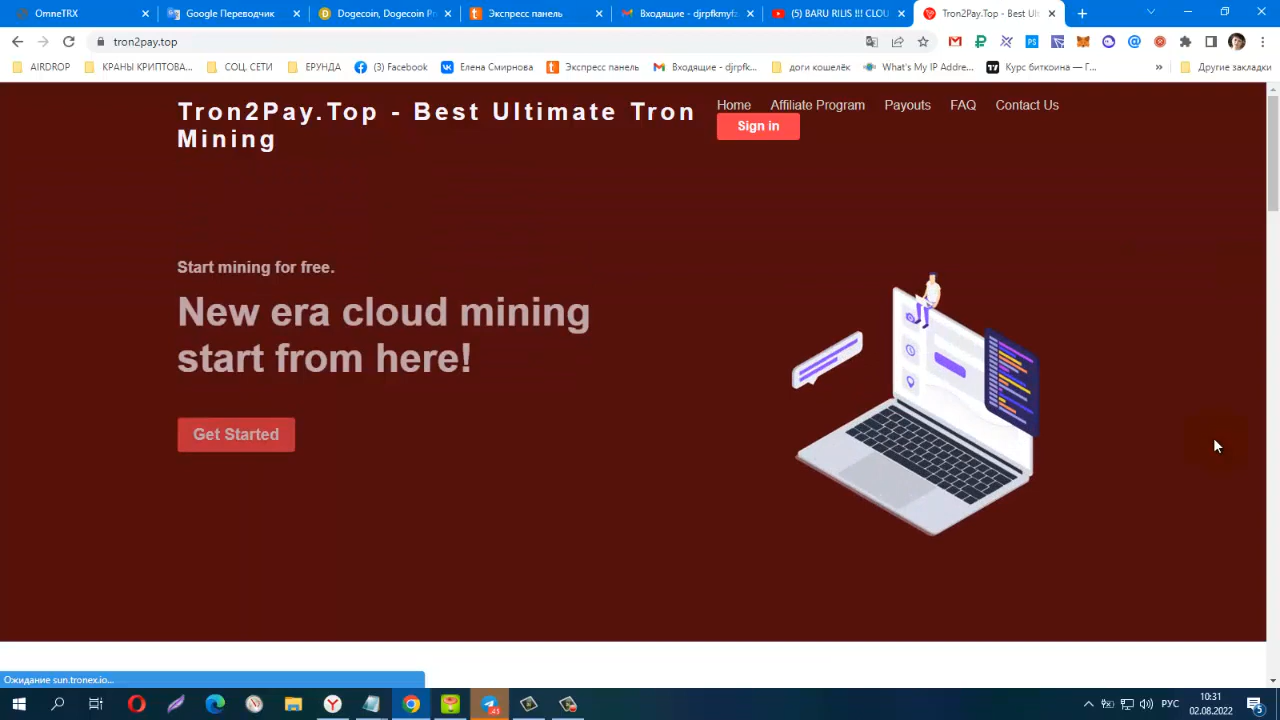 OmneTRX
Google Переводчик
Dogecoin, Dogecoin Pr
Экспресс панель
Входящие - djrpfkmyfz
(5) BARU RILIS !!! CLOU
Tron2Pay.Top - Best Ult
tron2pay.top
AIRDROP
КРАНЫ КРИПТОВА...
СОЦ. СЕТИ
ЕРУНДА
(3) Facebook
Елена Смирнова
Экспресс панель
Входящие - djrpfk...
доги кошелёк
What's My IP Addre...
Курс биткоина — Г...
»
Другие закладки
Tron2Pay.Top - Best Ultimate Tron
Mining
Home
Affiliate Program
Payouts
FAQ
Contact Us
Sign in
Start mining for free.
New era cloud mining
start from here!
Get Started
Ожидание sun.tronex.io...
РУС
10:31
02.08.2022